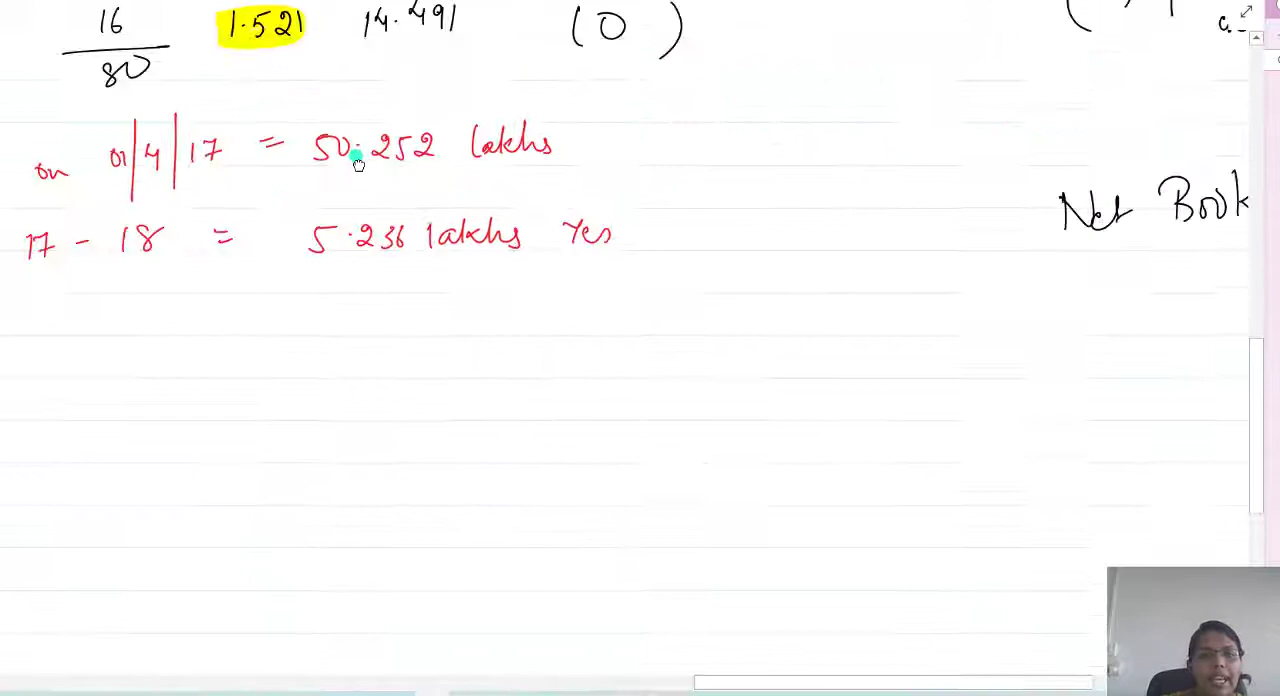 16 1.521 14.491 (0)
80
on 01/4/17 = 50.252 lakhs
17 - 18 = 5.236 lakhs Yes
Net Book